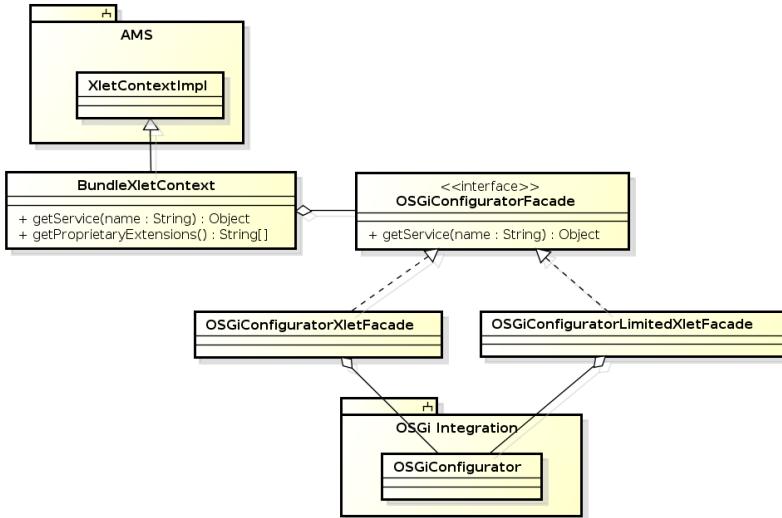 AMS
XletContextImpl
BundleXletContext
+ getService(name : String) : Object
+ getProprietaryExtensions() : String[]
<<interface>>
OSGiConfiguratorFacade
+ getService(name : String) : Object
OSGiConfiguratorXletFacade
OSGiConfiguratorLimitedXletFacade
OSGi Integration
OSGiConfigurator